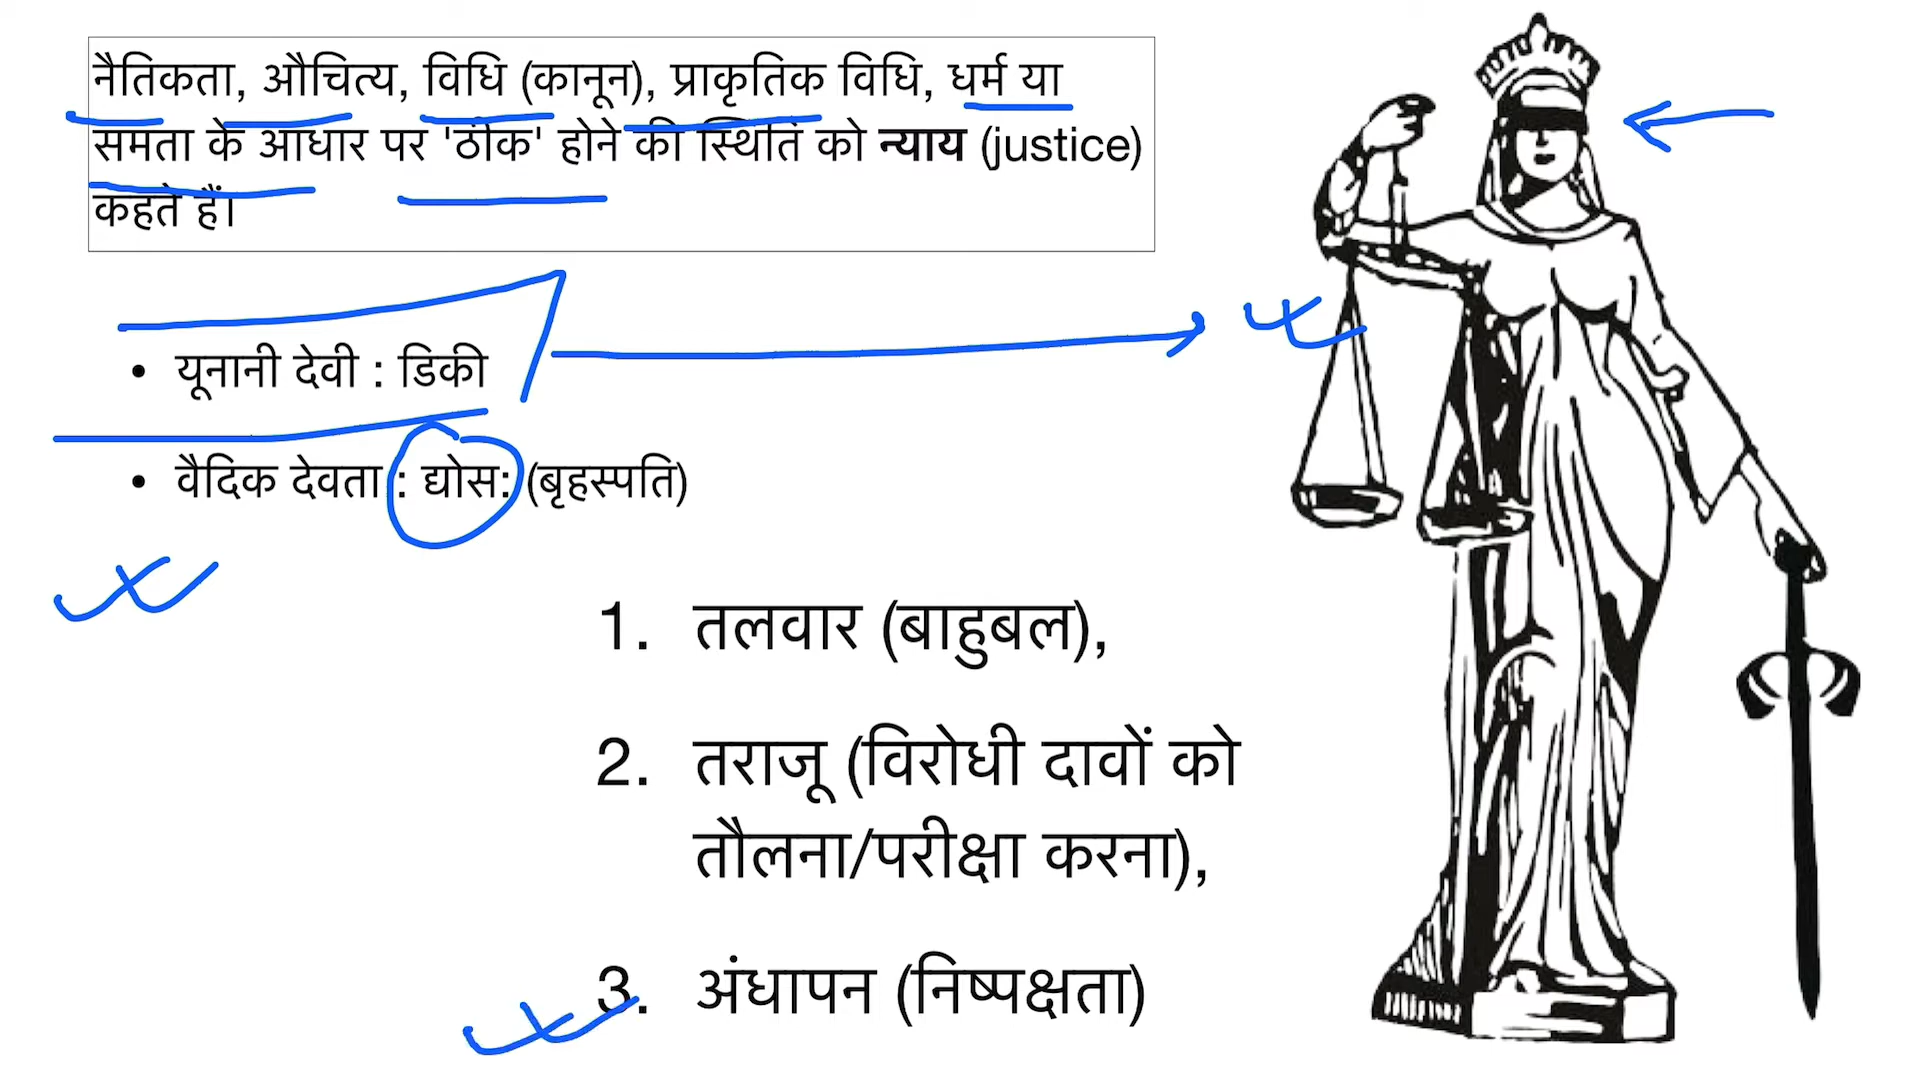 नैतिकता, औचित्य, विधि (कानून), प्राकृतिक विधि, धर्म या
समता के आधार पर 'ठीक' होने की स्थिति को न्याय (justice)
कहते हैं।
• यूनानी देवी : डिकी
• वैदिक देवता : द्योस: (बृहस्पति)
1. तलवार (बाहुबल),
2. तराजू (विरोधी दावों को
तौलना/परीक्षा करना),
3. अंधापन (निष्पक्षता)